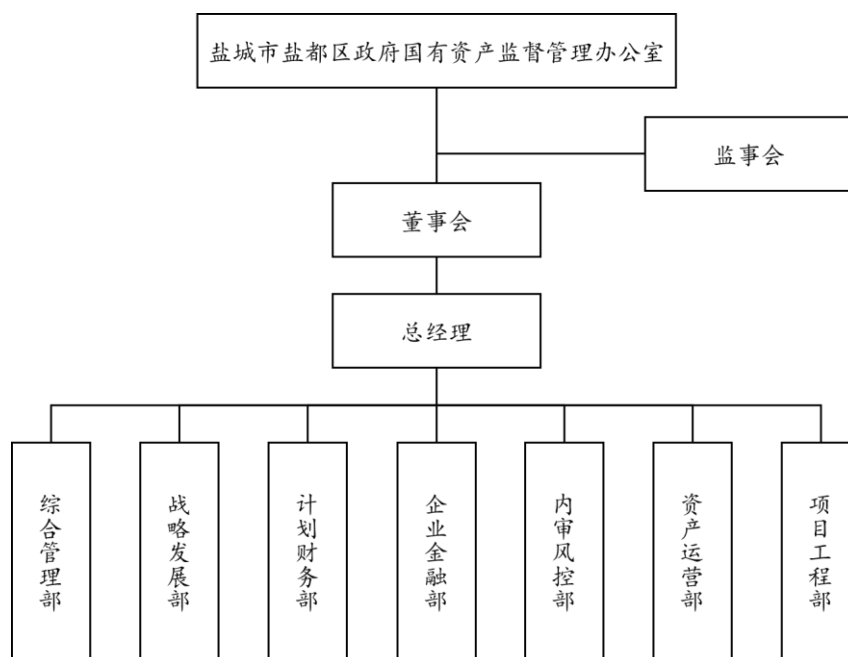 盐城市盐都区政府国有资产监督管理办公室
监事会
董事会
总经理
综合管理部
战略发展部
计划财务部
企业金融部
内审风控部
资产运营部
项目工程部